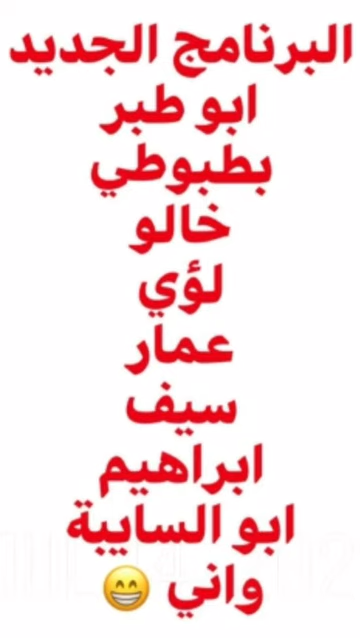 البرنامج الجديد
ابو طبر
بطبوطي
خالو
لؤي
عمار
سيف
ابراهيم
ابو السايبة
واني 😁